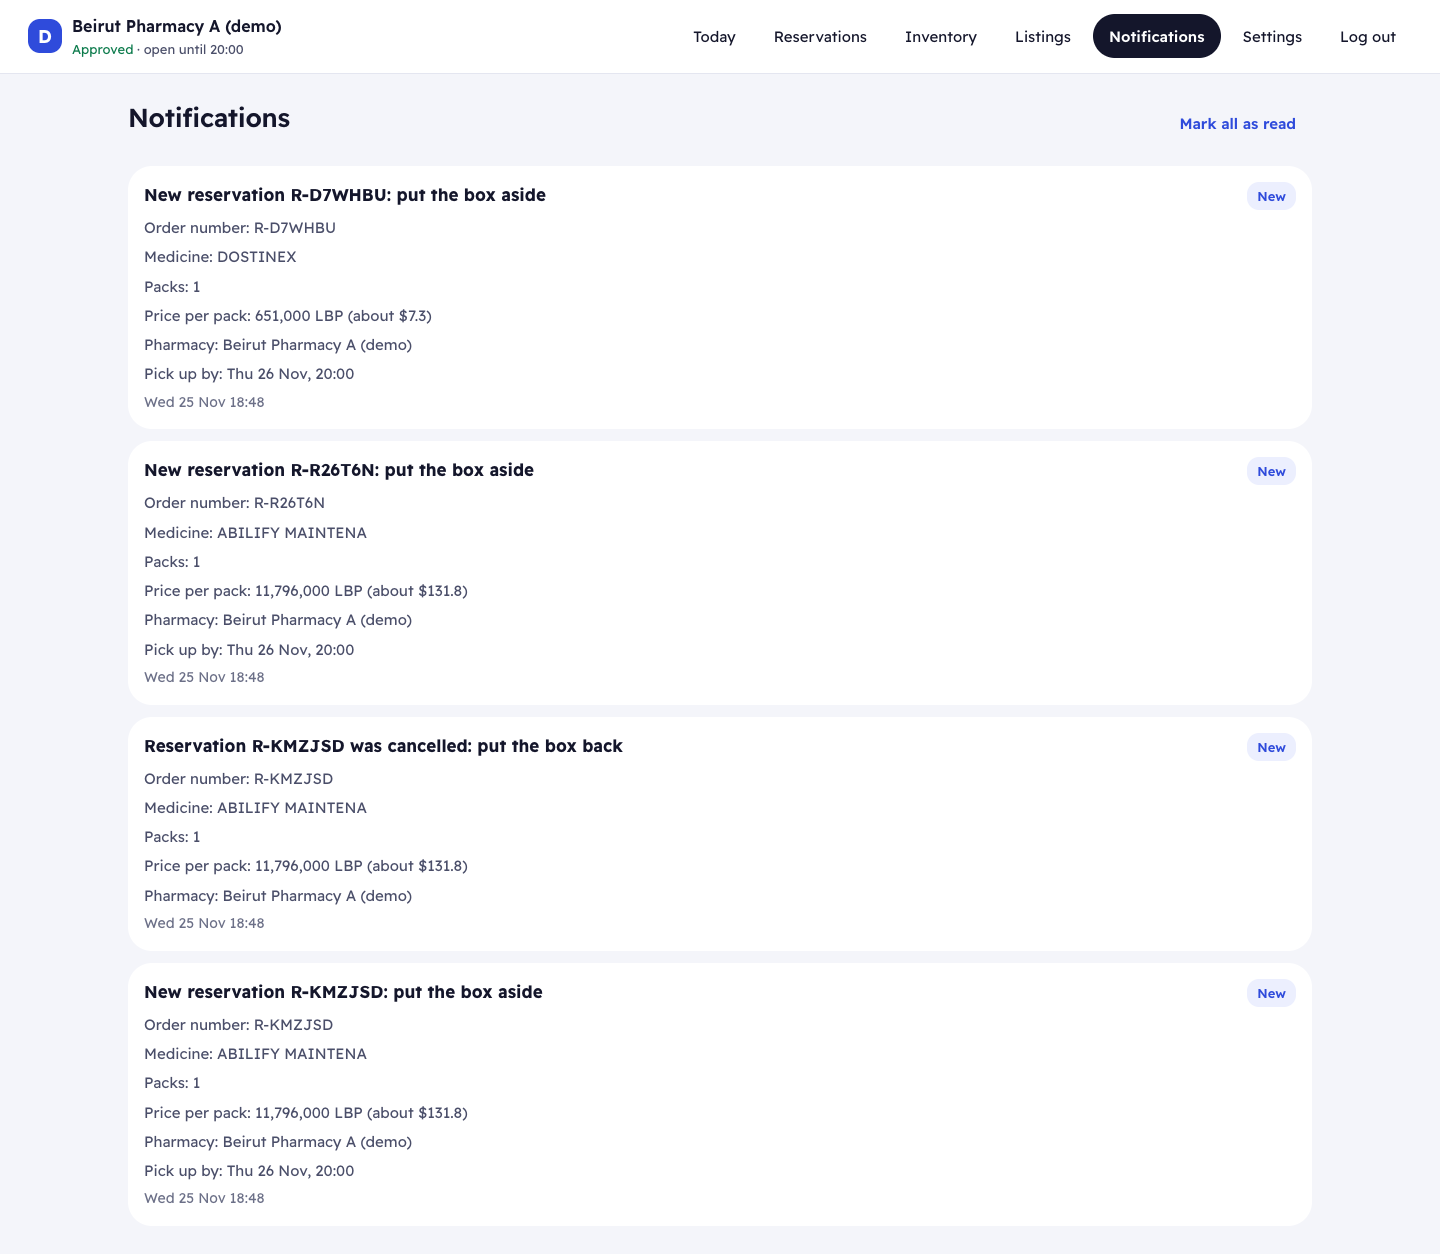 D
Beirut Pharmacy A (demo)
Approved · open until 20:00
Today
Reservations
Inventory
Listings
Notifications
Settings
Log out
Notifications
Mark all as read
New reservation R-D7WHBU: put the box aside
New
Order number: R-D7WHBU
Medicine: DOSTINEX
Packs: 1
Price per pack: 651,000 LBP (about $7.3)
Pharmacy: Beirut Pharmacy A (demo)
Pick up by: Thu 26 Nov, 20:00
Wed 25 Nov 18:48
New reservation R-R26T6N: put the box aside
New
Order number: R-R26T6N
Medicine: ABILIFY MAINTENA
Packs: 1
Price per pack: 11,796,000 LBP (about $131.8)
Pharmacy: Beirut Pharmacy A (demo)
Pick up by: Thu 26 Nov, 20:00
Wed 25 Nov 18:48
Reservation R-KMZJSD was cancelled: put the box back
New
Order number: R-KMZJSD
Medicine: ABILIFY MAINTENA
Packs: 1
Price per pack: 11,796,000 LBP (about $131.8)
Pharmacy: Beirut Pharmacy A (demo)
Wed 25 Nov 18:48
New reservation R-KMZJSD: put the box aside
New
Order number: R-KMZJSD
Medicine: ABILIFY MAINTENA
Packs: 1
Price per pack: 11,796,000 LBP (about $131.8)
Pharmacy: Beirut Pharmacy A (demo)
Pick up by: Thu 26 Nov, 20:00
Wed 25 Nov 18:48